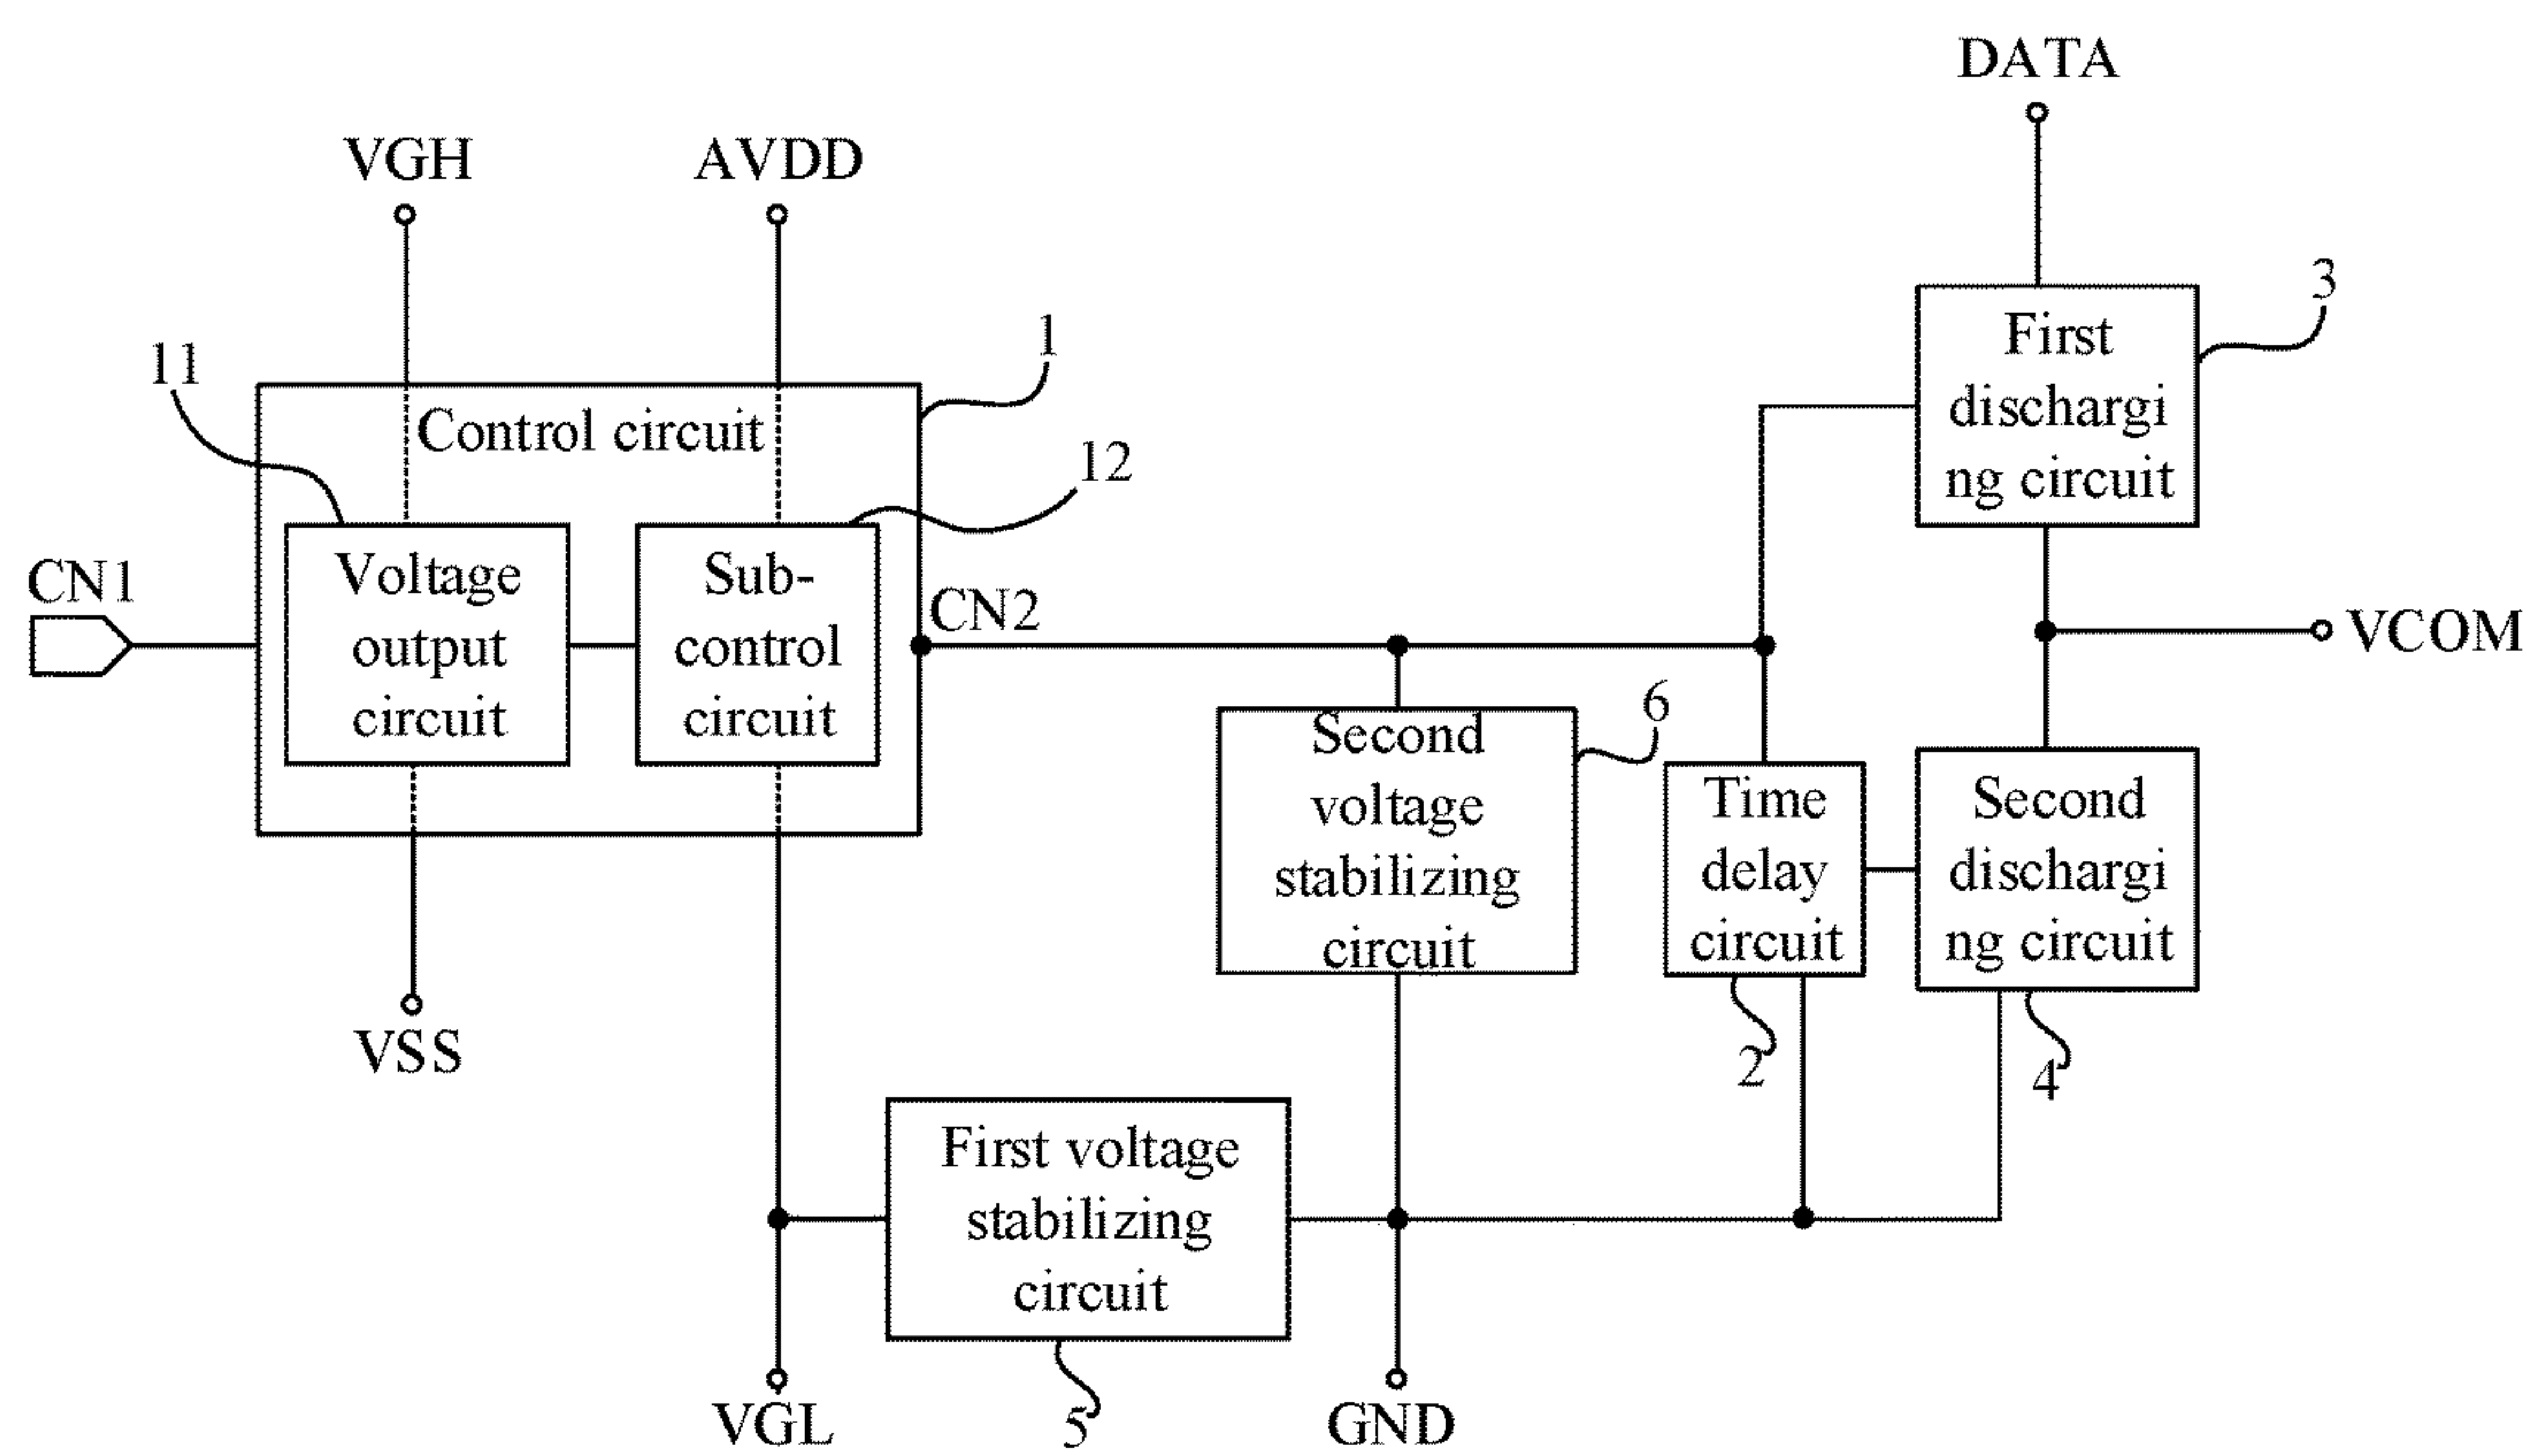 DATA
VGH
AVDD
3
1
11
First
dischargi
ng circuit
Control circuit
12
CN1
Voltage
output
circuit
Sub-
control
circuit
CN2
VCOM
6
Second
voltage
stabilizing
circuit
Time
delay
circuit
Second
dischargi
ng circuit
VSS
2
4
First voltage
stabilizing
circuit
VGL
5
GND